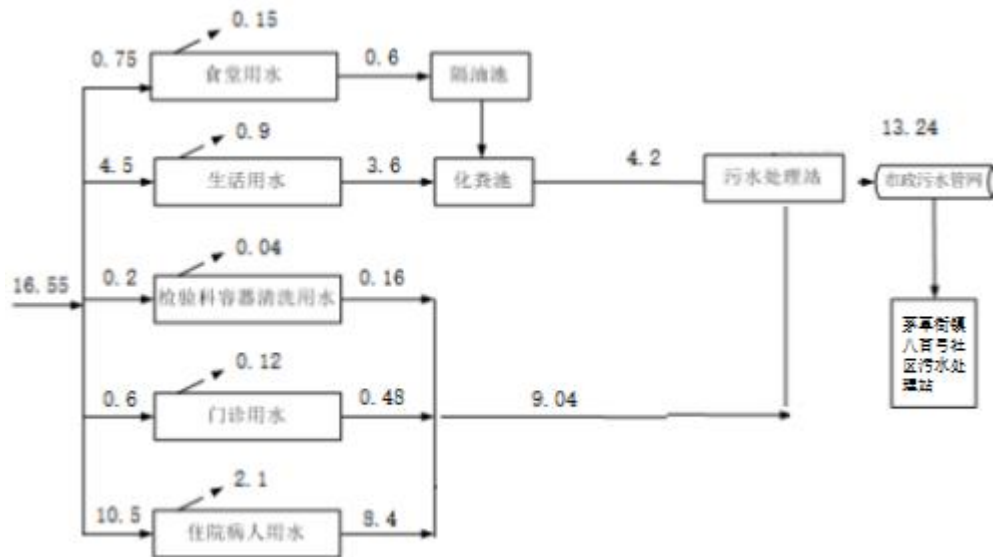 0.15
0.75
食堂用水
0.6
隔油池
0.9
4.5
生活用水
3.6
化粪池
4.2
污水处理站
13.24
市政污水管网
16.55
0.04
0.2
检验科容器清洗用水
0.16
茅草街镇
八百弓社
区污水处
理站
0.12
0.6
门诊用水
0.48
9.04
2.1
10.5
住院病人用水
8.4